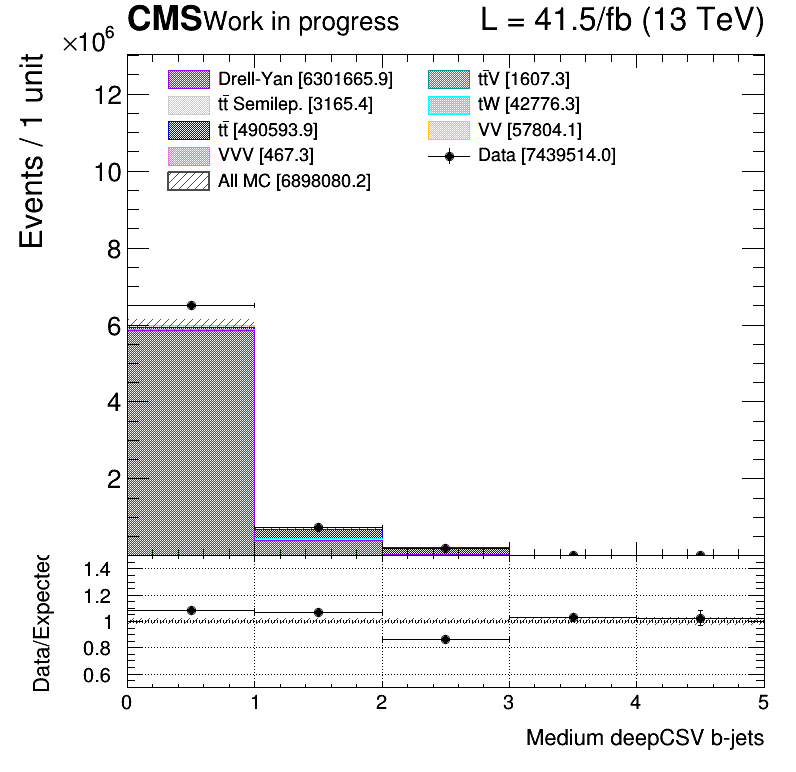 CMS Work in progress L = 41.5/fb (13 TeV)
×10⁶
Drell-Yan [6301665.9] tt̄V [1607.3]
tt̄ Semilep. [3165.4] tW [42776.3]
tt̄ [490593.9] VV [57804.1]
VVV [467.3] Data [7439514.0]
All MC [6898080.2]
Events / 1 unit
12
10
8
6
4
2
Data/Expected
1.4
1.2
1
0.8
0.6
0 1 2 3 4 5
Medium deepCSV b-jets